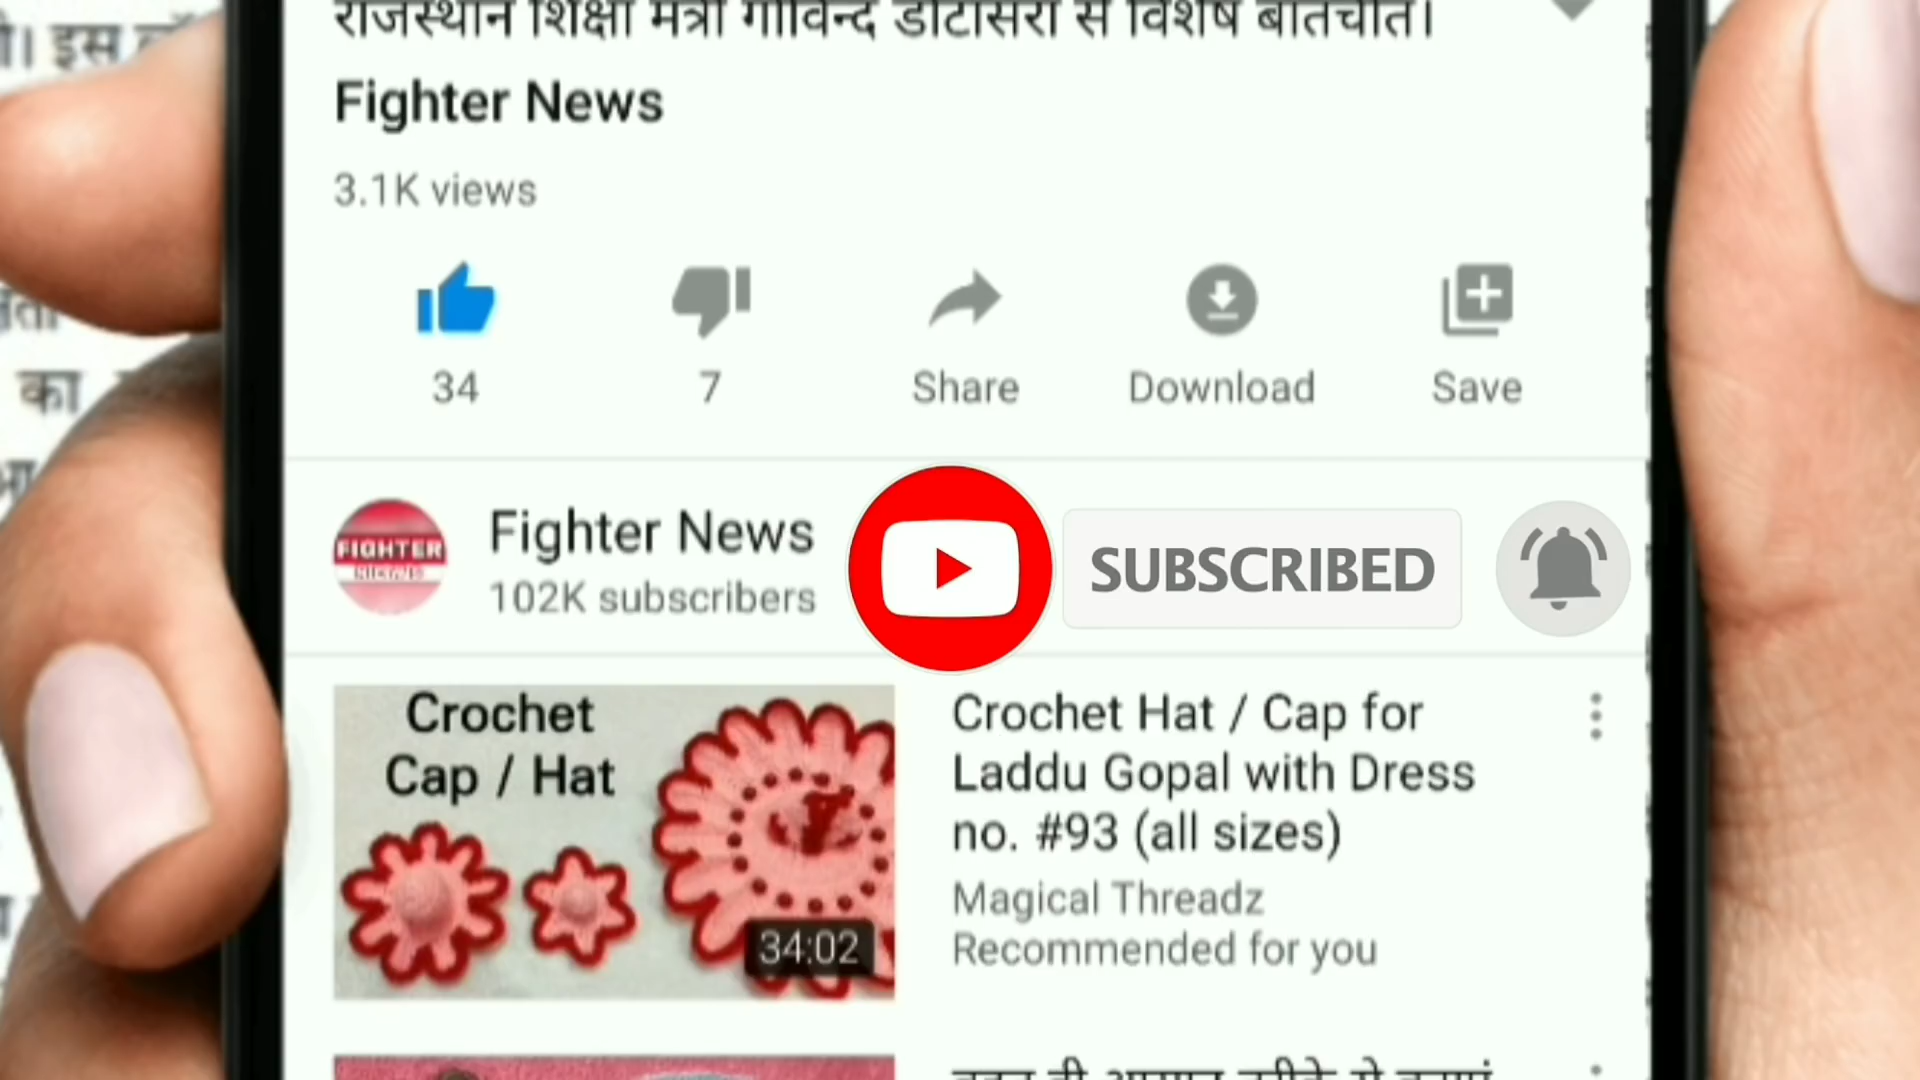 राजस्थान शिक्षा मंत्री गोविन्द डोटासरा से विशेष बातचीत।
Fighter News
3.1K views
34
7
Share
Download
Save
Fighter News
102K subscribers
FIGHTER
SUBSCRIBED
Crochet
Cap / Hat
34:02
Crochet Hat / Cap for
Laddu Gopal with Dress
no. #93 (all sizes)
Magical Threadz
Recommended for you
। इस
का